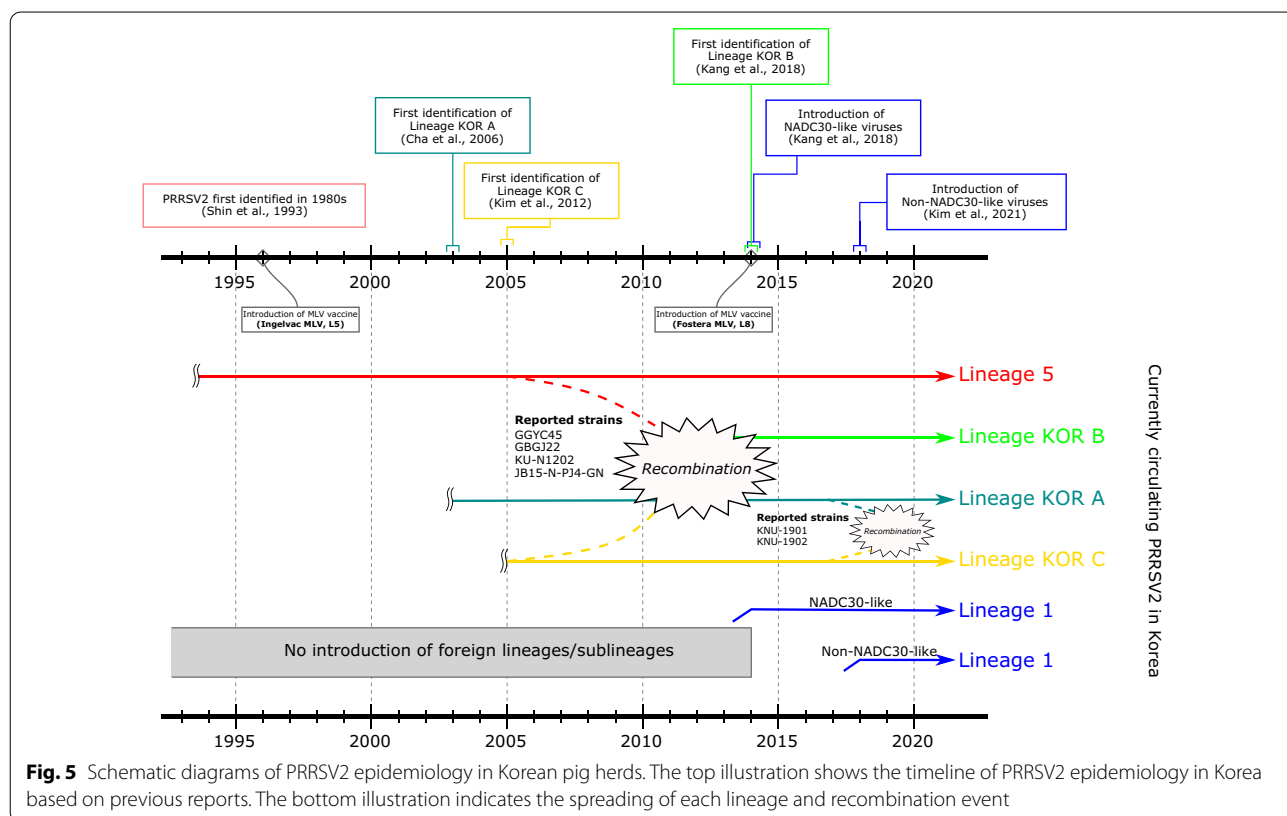 First identification of
Lineage KOR B
(Kang et al., 2018)
First identification of
Lineage KOR A
(Cha et al., 2006)
Introduction of
NADC30-like viruses
(Kang et al., 2018)
First identification of
Lineage KOR C
(Kim et al., 2012)
PRRSV2 first identified in 1980s
(Shin et al., 1993)
Introduction of
Non-NADC30-like viruses
(Kim et al., 2021)
1995 2000 2005 2010 2015 2020
Introduction of MLV vaccine
(Ingelvac MLV, L5)
Introduction of MLV vaccine
(Fostera MLV, L8)
Lineage 5
Reported strains
GGYC45
GBGJ22
KU-N1202
JB15-N-PJ4-GN
Recombination
Lineage KOR B
Lineage KOR A
Reported strains
KNU-1901
KNU-1902
Recombination
Lineage KOR C
NADC30-like
Lineage 1
No introduction of foreign lineages/sublineages
Non-NADC30-like
Lineage 1
Currently circulating PRRSV2 in Korea
1995 2000 2005 2010 2015 2020
Fig. 5 Schematic diagrams of PRRSV2 epidemiology in Korean pig herds. The top illustration shows the timeline of PRRSV2 epidemiology in Korea
based on previous reports. The bottom illustration indicates the spreading of each lineage and recombination event